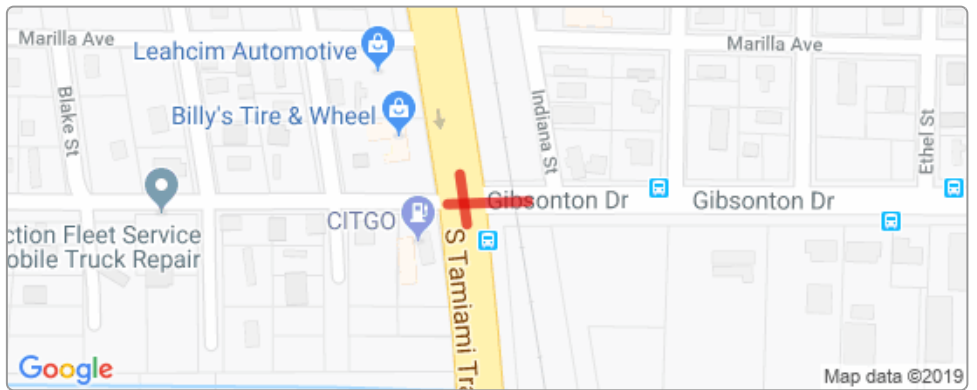 Marilla Ave
Marilla Ave
Leahcim Automotive
Blake St
Billy's Tire & Wheel
Indiana St
Ethel St
Gibsonton Dr
Gibsonton Dr
CITGO
ction Fleet Service
obile Truck Repair
S Tamiami Tra
Google
Map data ©2019